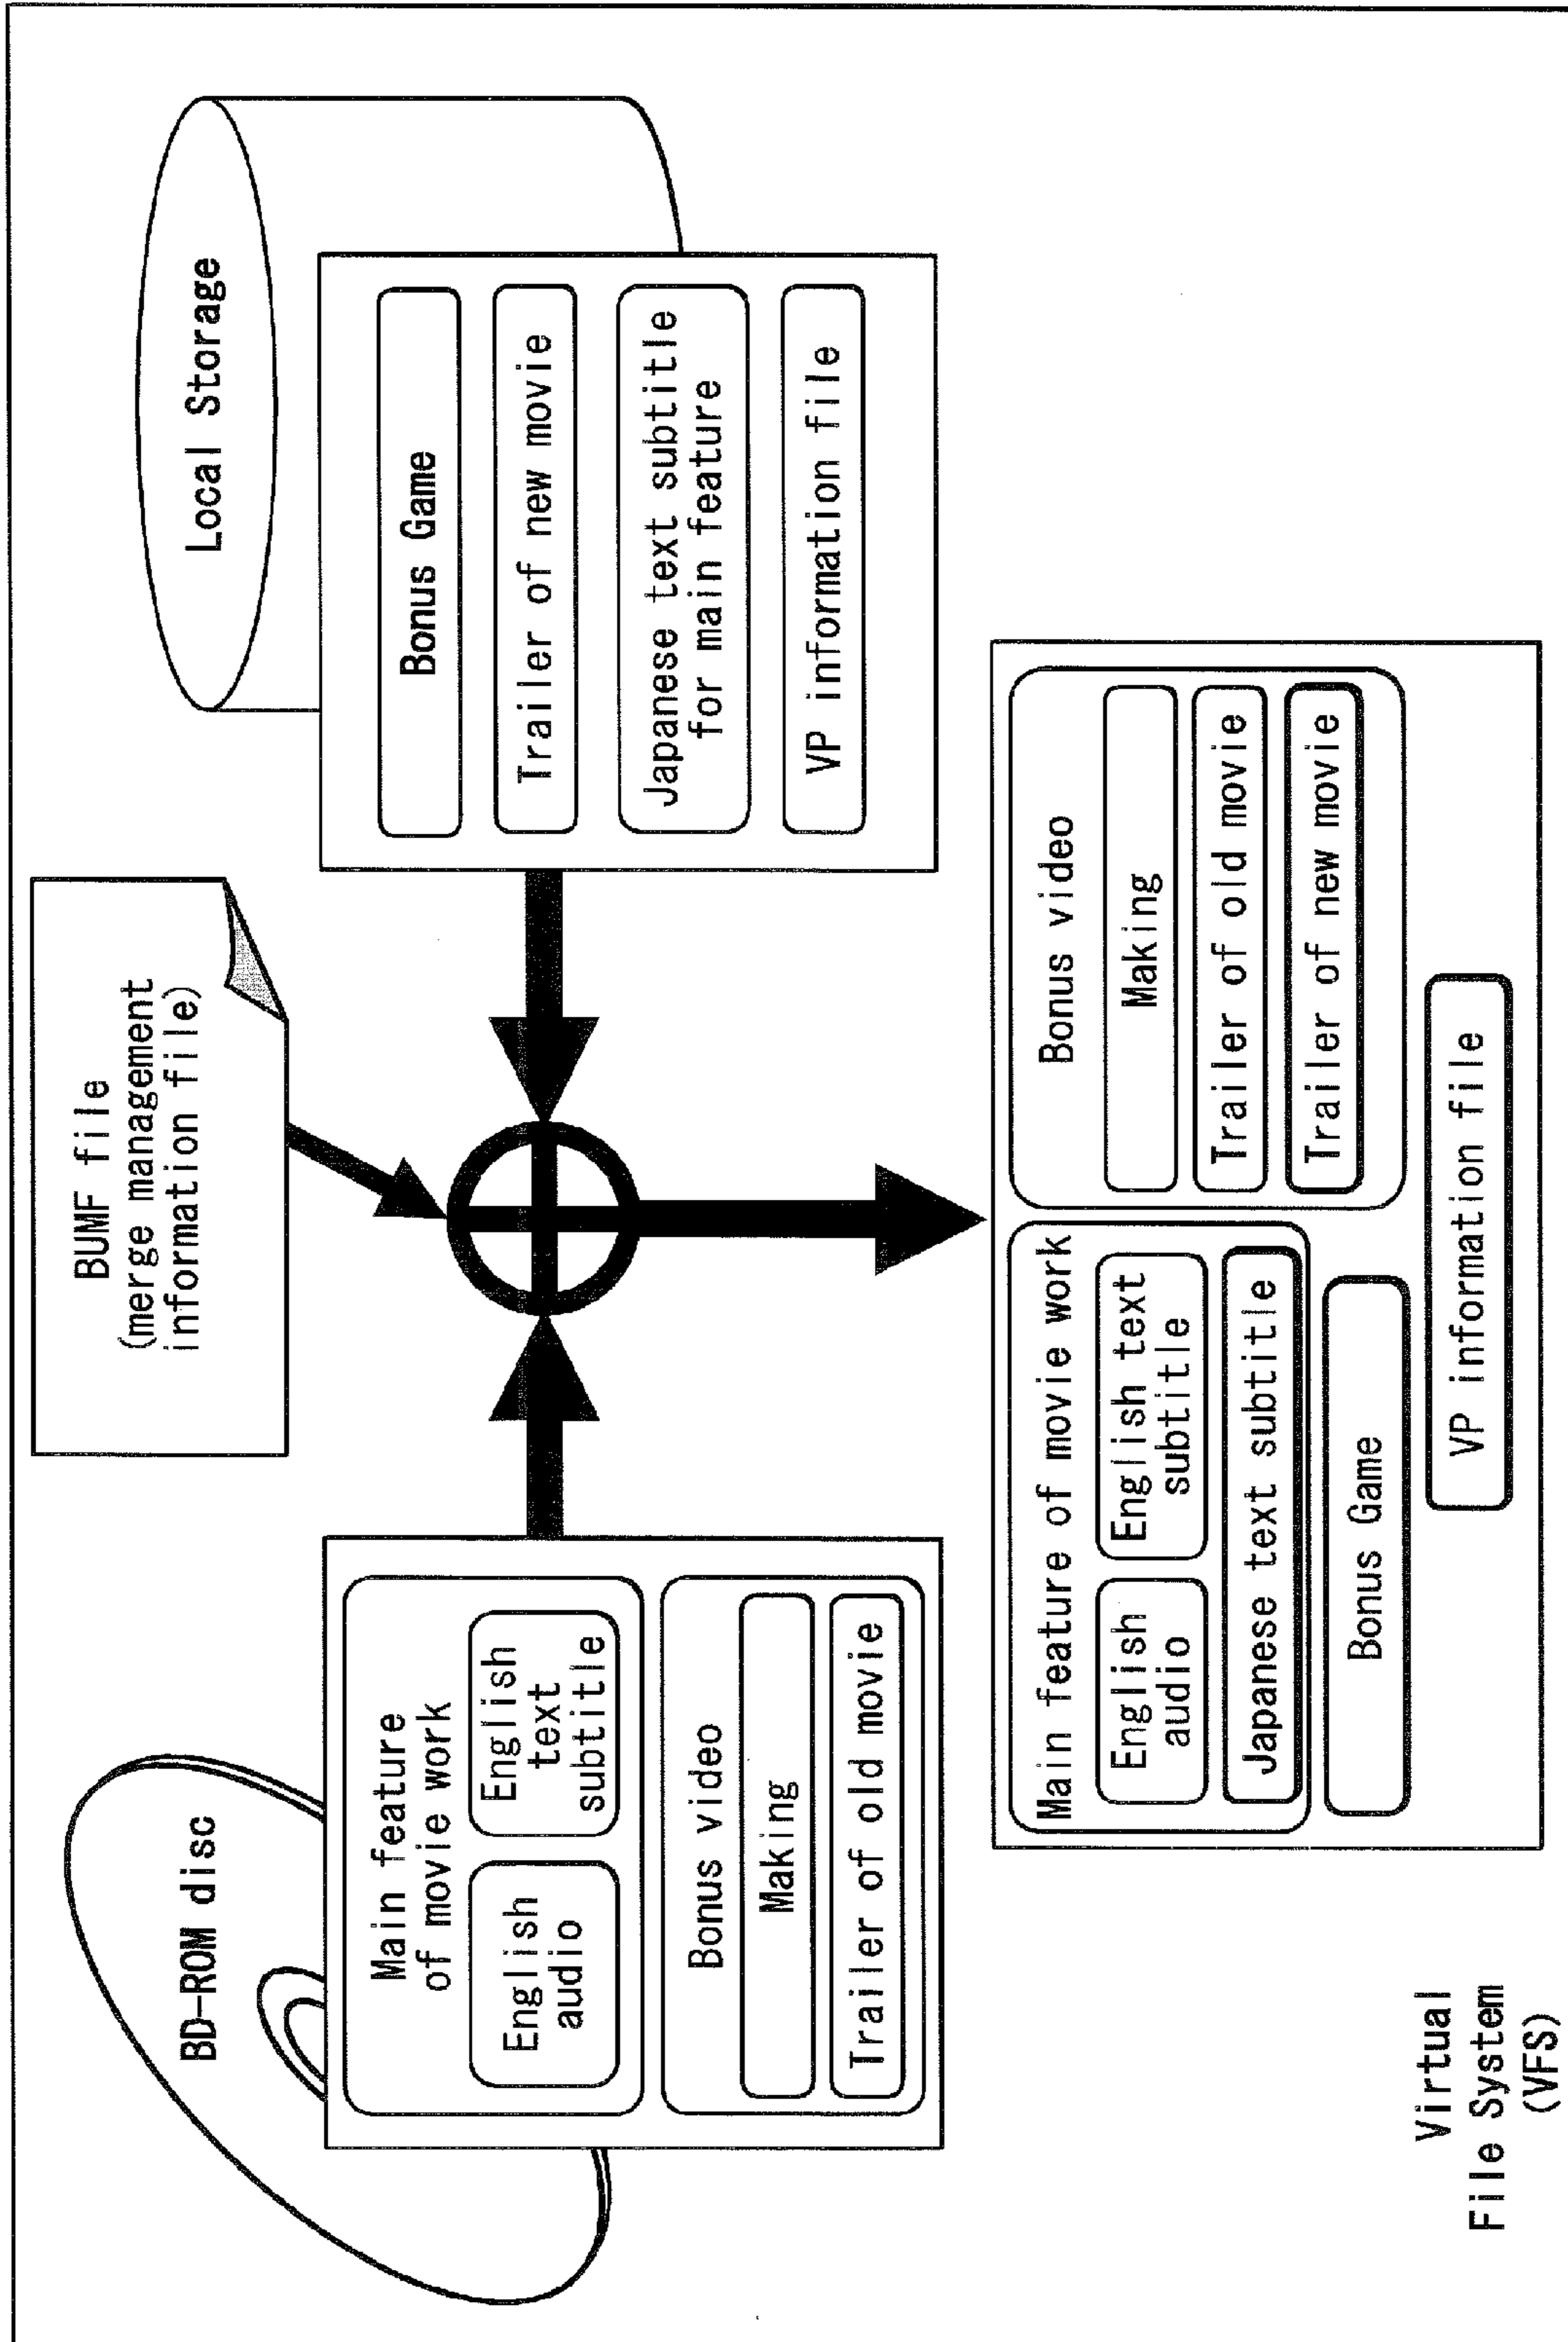 BD-ROM disc
Main feature
of movie work
English
audio
English
text
subtitle
Bonus video
Making
Trailer of old movie
BUMF file
(merge management
information file)
Local Storage
Bonus Game
Trailer of new movie
Japanese text subtitle
for main feature
VP information file
Virtual
File System
(VFS)
Main feature of movie work
English
audio
English text
subtitle
Japanese text subtitle
Bonus Game
Bonus video
Making
Trailer of old movie
Trailer of new movie
VP information file